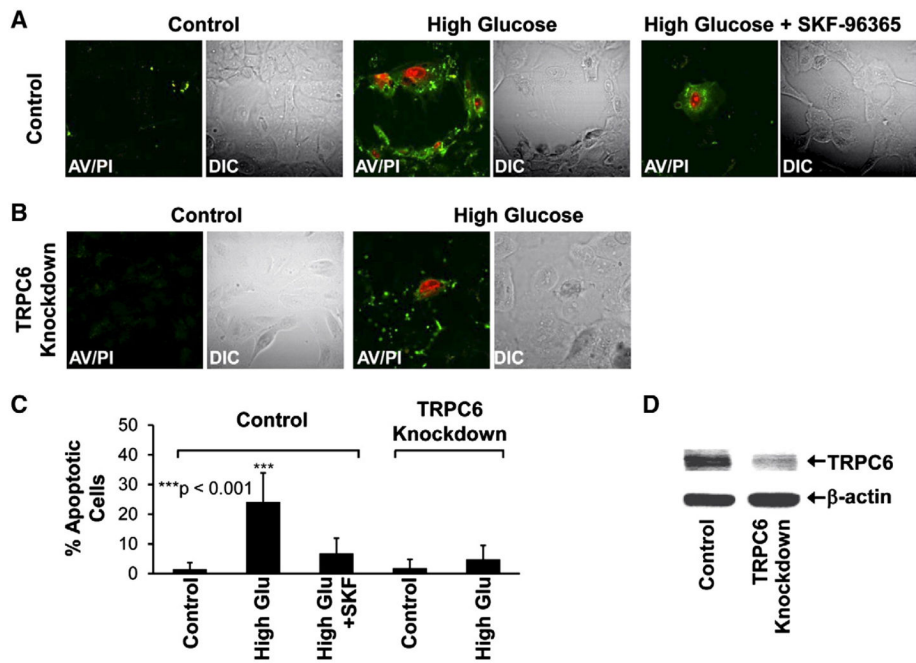 A
Control
High Glucose
High Glucose + SKF-96365
Control
AV/PI
DIC
AV/PI
DIC
AV/PI
DIC
B
Control
High Glucose
TRPC6
Knockdown
AV/PI
DIC
AV/PI
DIC
C
Control
TRPC6
Knockdown
% Apoptotic
Cells
50
40
30
20
10
0
***p < 0.001
***
Control
High Glu
High Glu
+SKF
Control
High Glu
D
←TRPC6
←β-actin
Control
TRPC6
Knockdown